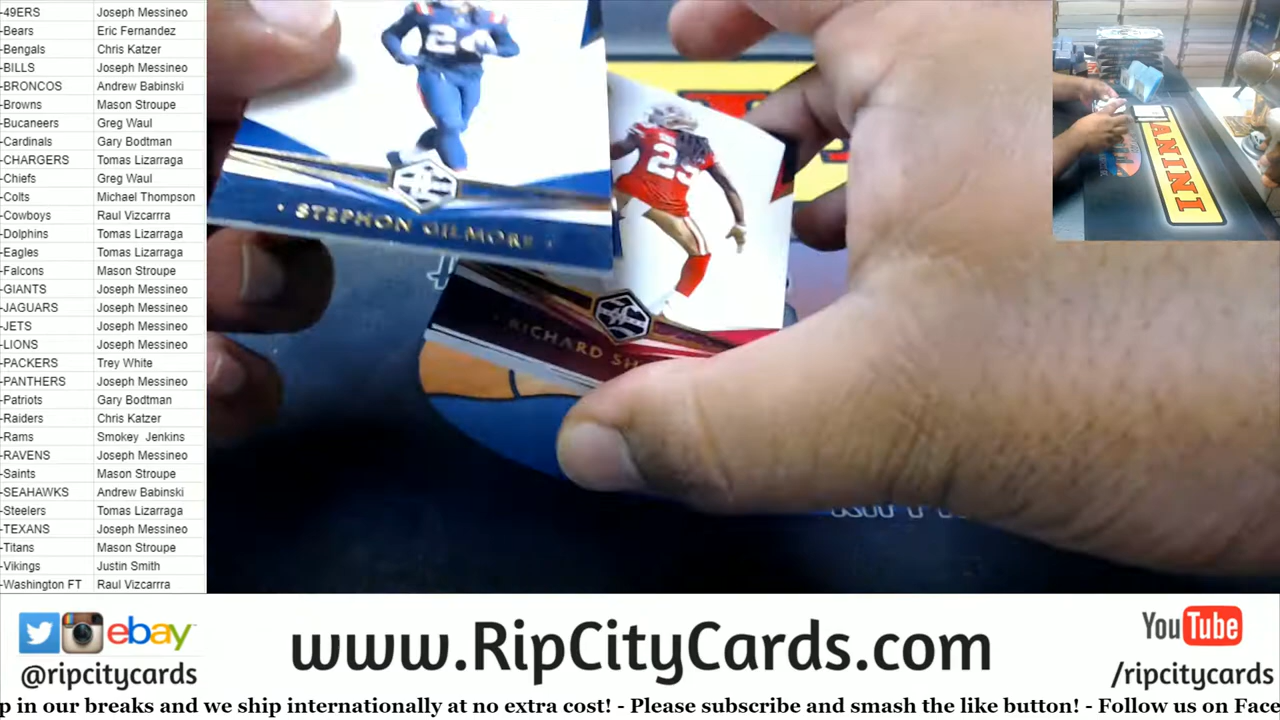 -49ERS Joseph Messineo
-Bears Eric Fernandez
-Bengals Chris Katzer
-BILLS Joseph Messineo
-BRONCOS Andrew Babinski
-Browns Mason Stroupe
-Bucaneers Greg Waul
-Cardinals Gary Bodtman
-CHARGERS Tomas Lizarraga
-Chiefs Greg Waul
-Colts Michael Thompson
-Cowboys Raul Vizcarrra
-Dolphins Tomas Lizarraga
-Eagles Tomas Lizarraga
-Falcons Mason Stroupe
-GIANTS Joseph Messineo
-JAGUARS Joseph Messineo
-JETS Joseph Messineo
-LIONS Joseph Messineo
-PACKERS Trey White
-PANTHERS Joseph Messineo
-Patriots Gary Bodtman
-Raiders Chris Katzer
-Rams Smokey Jenkins
-RAVENS Joseph Messineo
-Saints Mason Stroupe
-SEAHAWKS Andrew Babinski
-Steelers Tomas Lizarraga
-TEXANS Joseph Messineo
-Titans Mason Stroupe
-Vikings Justin Smith
-Washington FT Raul Vizcarrra
24
• STEPHON GILMORE •
2
• RICHARD SH
ANINI
ebay
@ripcitycards
www.RipCityCards.com
YouTube
/ripcitycards
p in our breaks and we ship internationally at no extra cost! - Please subscribe and smash the like button! - Follow us on Face